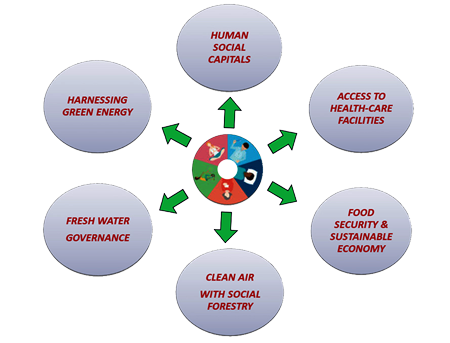 HUMAN
SOCIAL
CAPITALS
HARNESSING
GREEN ENERGY
ACCESS TO
HEALTH-CARE
FACILITIES
FRESH WATER
GOVERNANCE
FOOD
SECURITY &
SUSTAINABLE
ECONOMY
CLEAN AIR
WITH SOCIAL
FORESTRY